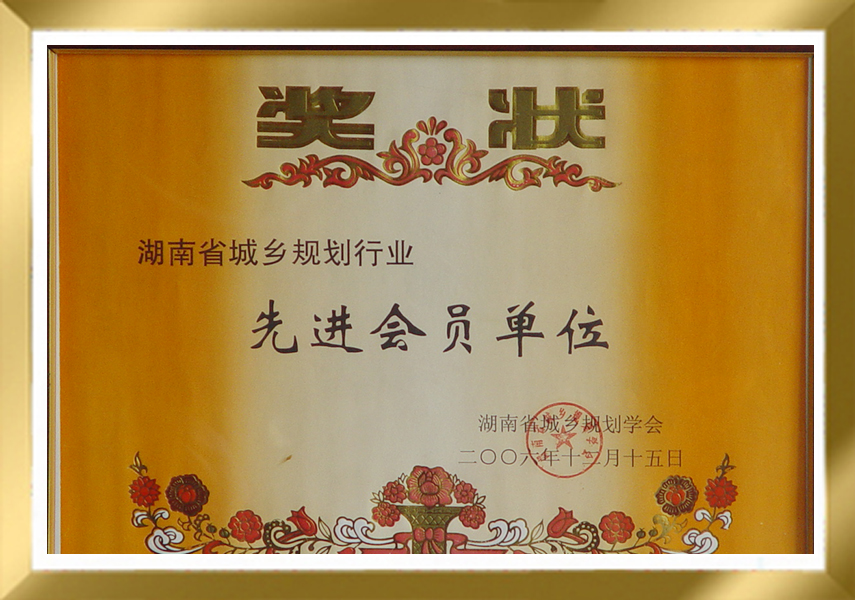 奖状
湖南省城乡规划行业
先进会员单位
湖南省城乡规划学会
二〇〇六年十二月十五日